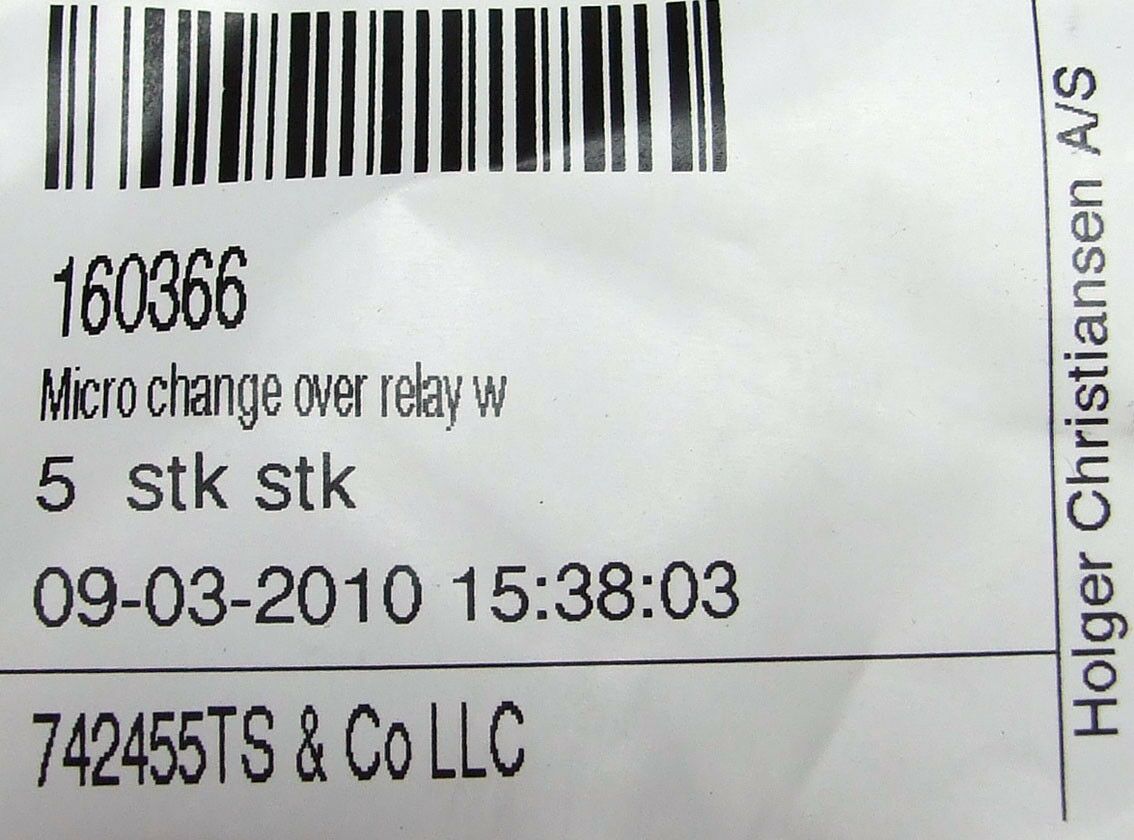 160366
Micro change over relay w
5 stk stk
09-03-2010 15:38:03
742455TS & Co LLC
Holger Christiansen A/S